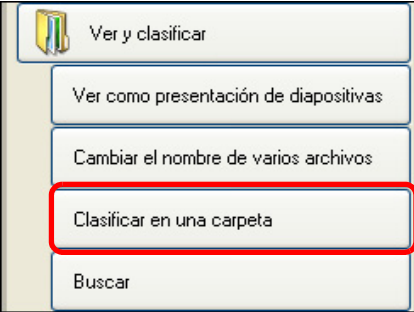 Ver y clasificar
Ver como presentación de diapositivas
Cambiar el nombre de varios archivos
Clasificar en una carpeta
Buscar